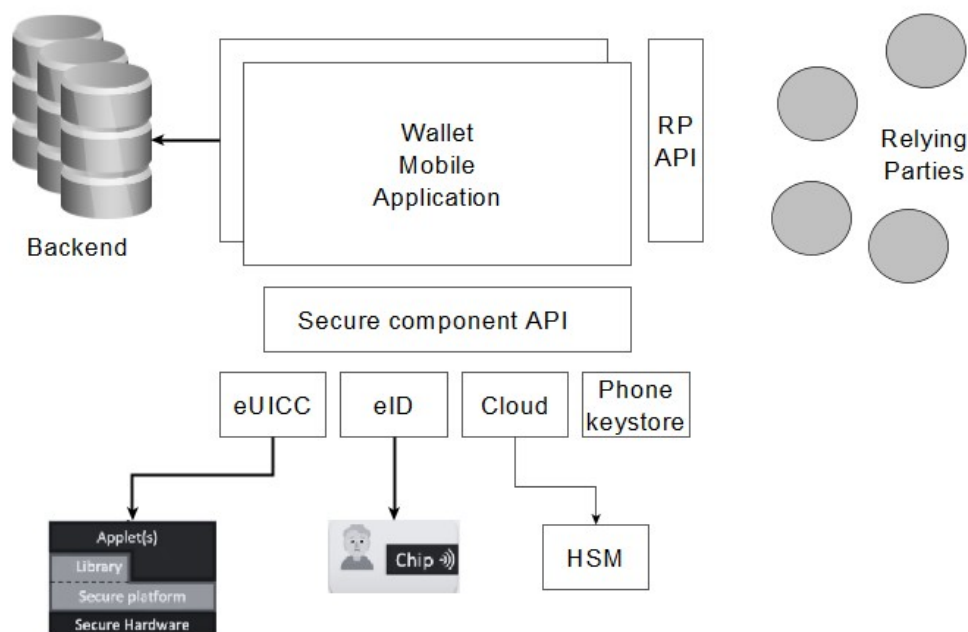 Wallet
Mobile
Application
RP
API
Relying
Parties
Backend
Secure component API
eUICC
eID
Cloud
Phone
keystore
Applet(s)
Library
Secure platform
Secure Hardware
Chip
HSM